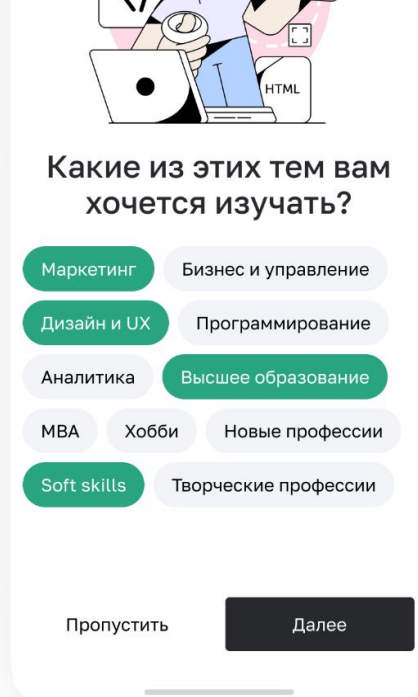 </>
HTML
Какие из этих тем вам
хочется изучать?
Маркетинг Бизнес и управление
Дизайн и UX Программирование
Аналитика Высшее образование
MBA Хобби Новые профессии
Soft skills Творческие профессии
Пропустить Далее